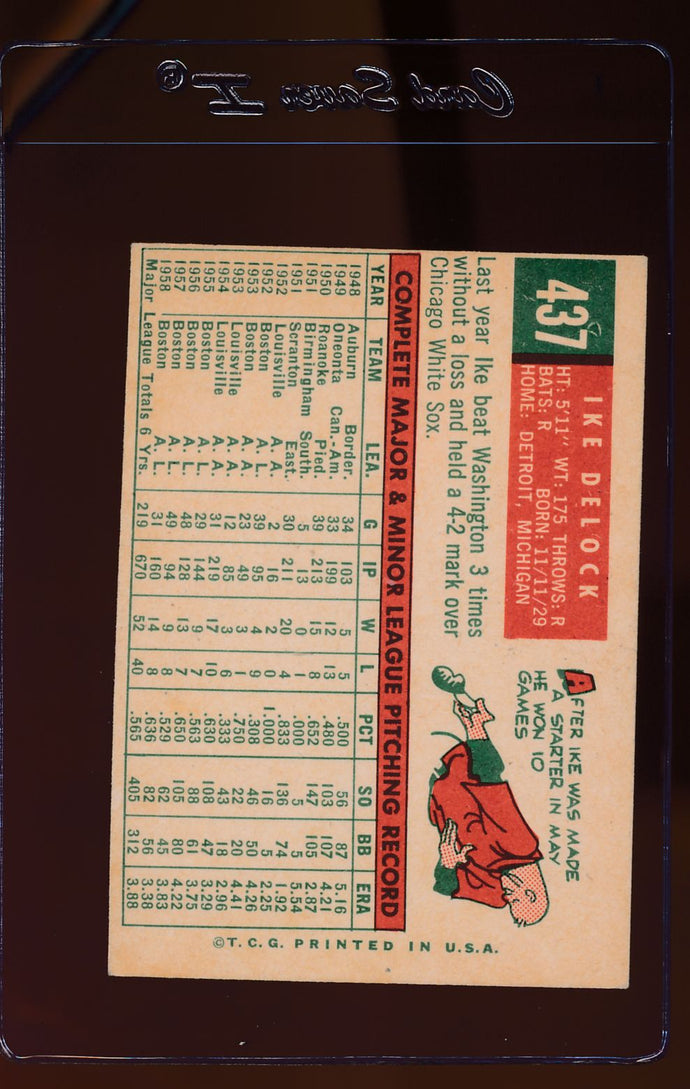 Card Saver I®
437
IKE DELOCK
HT: 5'11" WT: 175 THROWS: R
BATS: R BORN: 11/11/29
HOME: DETROIT, MICHIGAN
Last year Ike beat Washington 3 times
without a loss and held a 4-2 mark over
Chicago White Sox.
AFTER IKE WAS MADE
A STARTER IN MAY
HE WON 10
GAMES
COMPLETE MAJOR & MINOR LEAGUE PITCHING RECORD
YEAR TEAM LEA. G IP W L PCT SO BB ERA
1948 Auburn Border. 34 103 5 5 .500 56 87 5.16
1949 Oneonta Can.-Am. 33 199 12 13 .480 103 107 4.21
1950 Roanoke Pied. 39 213 15 8 .652 147 105 2.87
1951 Birmingham South. 5 13 0 1 .000 5 5 5.54
1951 Scranton East. 30 211 20 4 .833 136 74 1.92
1952 Louisville A. A. 2 16 2 0 1.000 16 5 2.25
1952 Boston A. L. 39 95 4 9 .308 46 50 4.26
1953 Boston A. L. 23 49 3 1 .750 22 20 4.41
1953 Louisville A. A. 12 85 3 6 .333 43 18 2.96
1954 Louisville A. A. 31 219 17 10 .630 108 47 3.29
1955 Boston A. L. 29 144 9 7 .563 88 61 3.75
1956 Boston A. L. 48 128 13 7 .650 105 80 4.22
1957 Boston A. L. 49 94 9 8 .529 62 45 3.83
1958 Boston A. L. 31 160 14 8 .636 82 56 3.38
Major League Totals 6 Yrs. 219 670 52 40 .565 405 312 3.88
©T.C.G. PRINTED IN U.S.A.